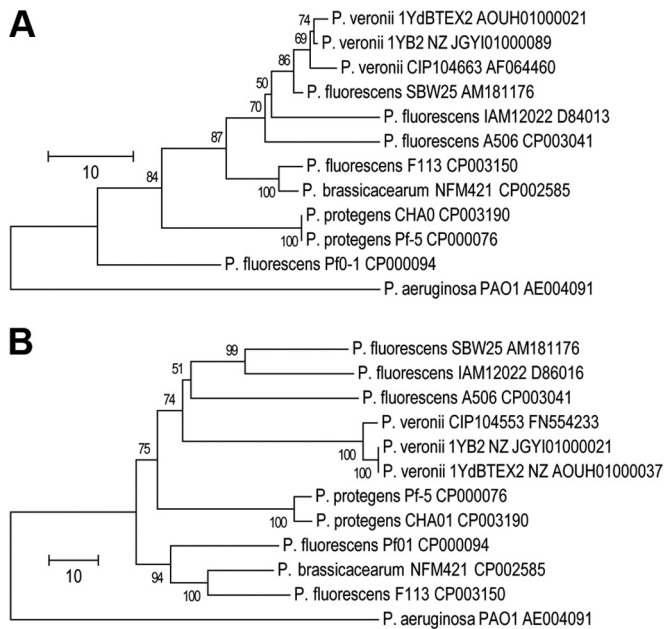 A
74
P. veronii 1YdBTEX2 AOUH01000021
69
P. veronii 1YB2 NZ JGYI01000089
86
P. veronii CIP104663 AF064460
50
P. fluorescens SBW25 AM181176
70
P. fluorescens IAM12022 D84013
87
P. fluorescens A506 CP003041
10
P. fluorescens F113 CP003150
84
100
P. brassicacearum NFM421 CP002585
P. protegens CHA0 CP003190
100
P. protegens Pf-5 CP000076
P. fluorescens Pf0-1 CP000094
P. aeruginosa PAO1 AE004091
B
99
P. fluorescens SBW25 AM181176
51
P. fluorescens IAM12022 D86016
74
P. fluorescens A506 CP003041
P. veronii CIP104553 FN554233
75
100
P. veronii 1YB2 NZ JGYI01000021
100
P. veronii 1YdBTEX2 NZ AOUH01000037
P. protegens Pf-5 CP000076
100
P. protegens CHA01 CP003190
P. fluorescens Pf01 CP000094
10
94
P. brassicacearum NFM421 CP002585
100
P. fluorescens F113 CP003150
P. aeruginosa PAO1 AE004091